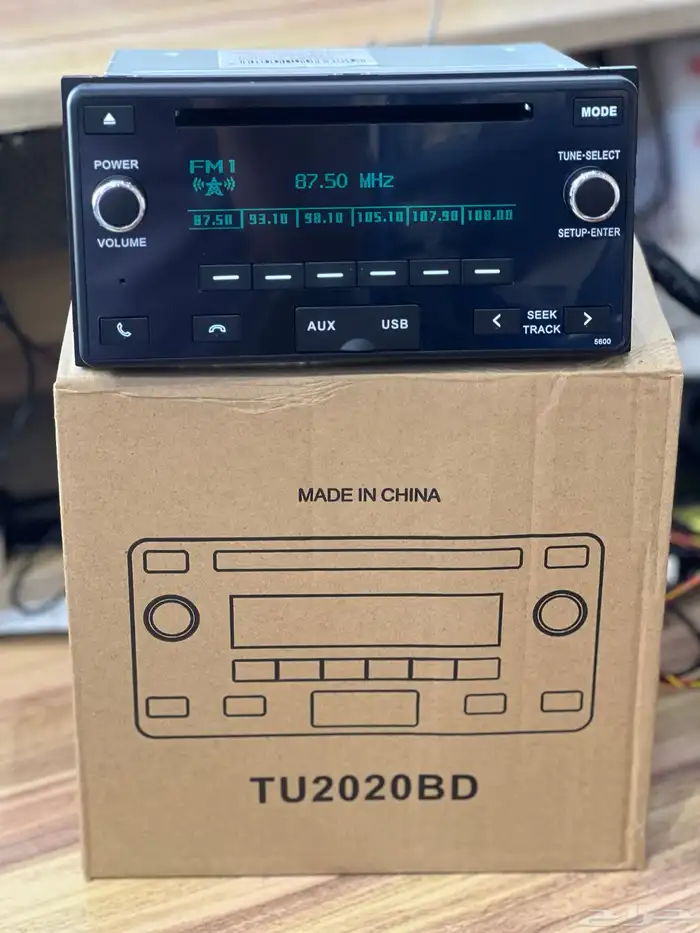 MODE
POWER
VOLUME
FM1
87.50 MHz
87.50 93.10 98.10 105.10 107.90 108.00
TUNE-SELECT
SETUP-ENTER
AUX USB
SEEK
TRACK
5600
MADE IN CHINA
TU2020BD
حراج